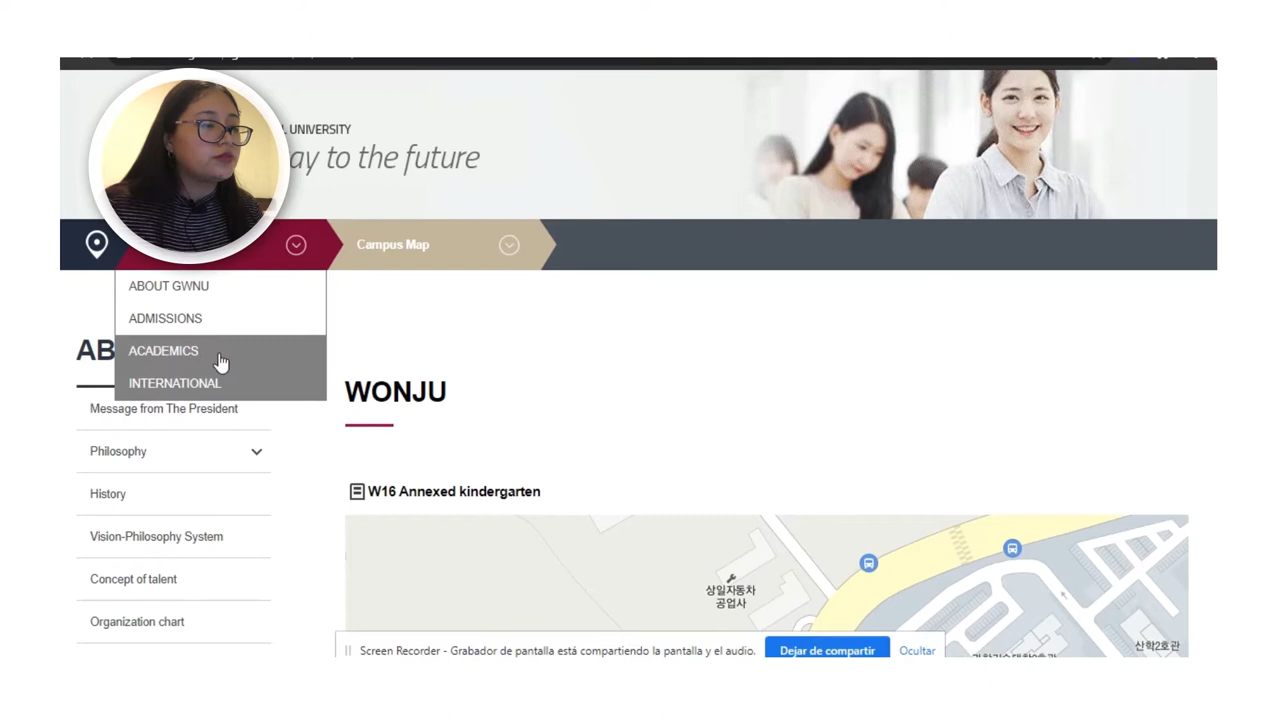 UNIVERSITY
ay to the future
Campus Map
ABOUT GWNU
ADMISSIONS
ACADEMICS
INTERNATIONAL
AB
Message from The President
Philosophy
History
Vision-Philosophy System
Concept of talent
Organization chart
WONJU
W16 Annexed kindergarten
상일자동차
공업사
산학2호관
Screen Recorder - Grabador de pantalla está compartiendo la pantalla y el audio.
Dejar de compartir
Ocultar